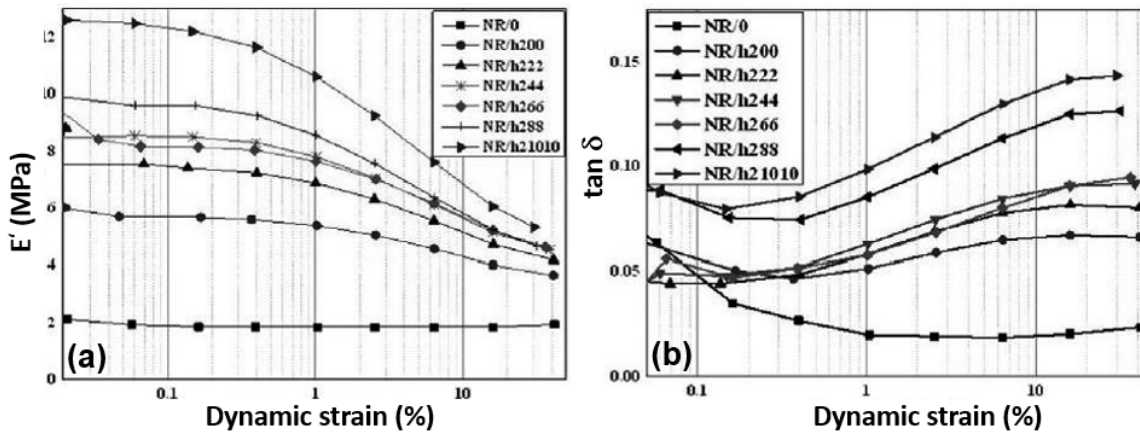 12
10
8
6
4
2
0
E′ (MPa)
NR/0
NR/h200
NR/h222
NR/h244
NR/h266
NR/h288
NR/h21010
(a)
0.1
1
10
Dynamic strain (%)
0.15
0.10
0.05
0.00
tan δ
NR/0
NR/h200
NR/h222
NR/h244
NR/h266
NR/h288
NR/h21010
(b)
0.1
1
10
Dynamic strain (%)